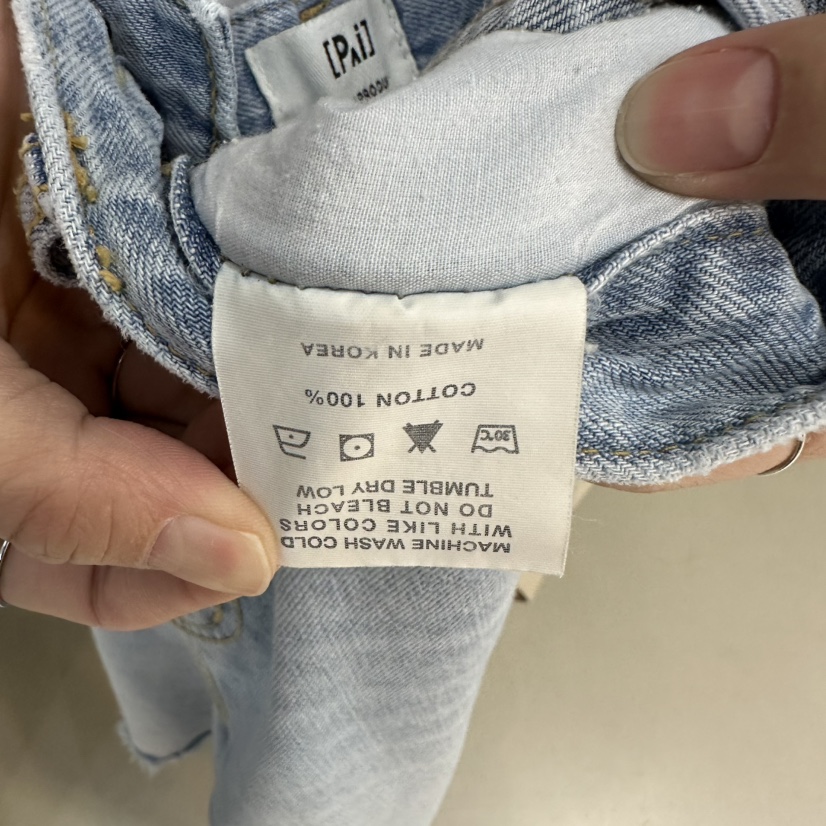 [PAi]
PRODU
MACHINE WASH COLD
WITH LIKE COLORS
DO NOT BLEACH
TUMBLE DRY LOW
30℃
COTTON 100%
MADE IN KOREA